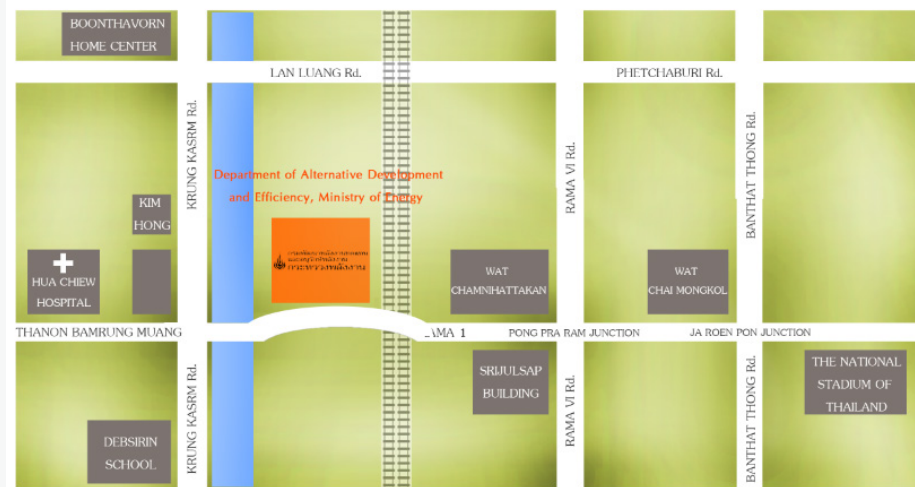 BOONTHAVORN
HOME CENTER
LAN LUANG Rd.
PHETCHABURI Rd.
KRUNG KASRM Rd.
RAMA VI Rd.
BANTHAT THONG Rd.
Department of Alternative Development
and Efficiency, Ministry of Energy
KIM
HONG
HUA CHIEW
HOSPITAL
WAT
CHAMNIHATTAKAN
WAT
CHAI MONGKOL
THANON BAMRUNG MUANG
AMA 1
PONG PRA RAM JUNCTION
JA ROEN PON JUNCTION
KRUNG KASRM Rd.
SRIJULSAP
BUILDING
RAMA VI Rd.
BANTHAT THONG Rd.
THE NATIONAL
STADIUM OF
THAILAND
DEBSIRIN
SCHOOL